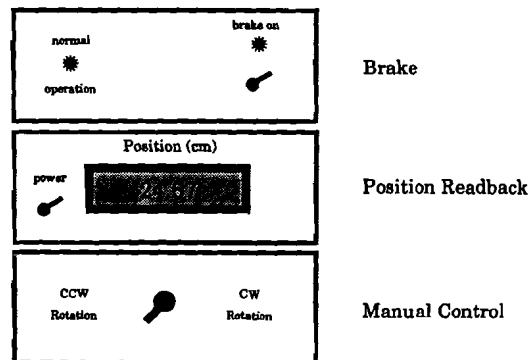 normal
brake on
operation
Brake
Position (cm)
power
Position Readback
CCW
Rotation
CW
Rotation
Manual Control